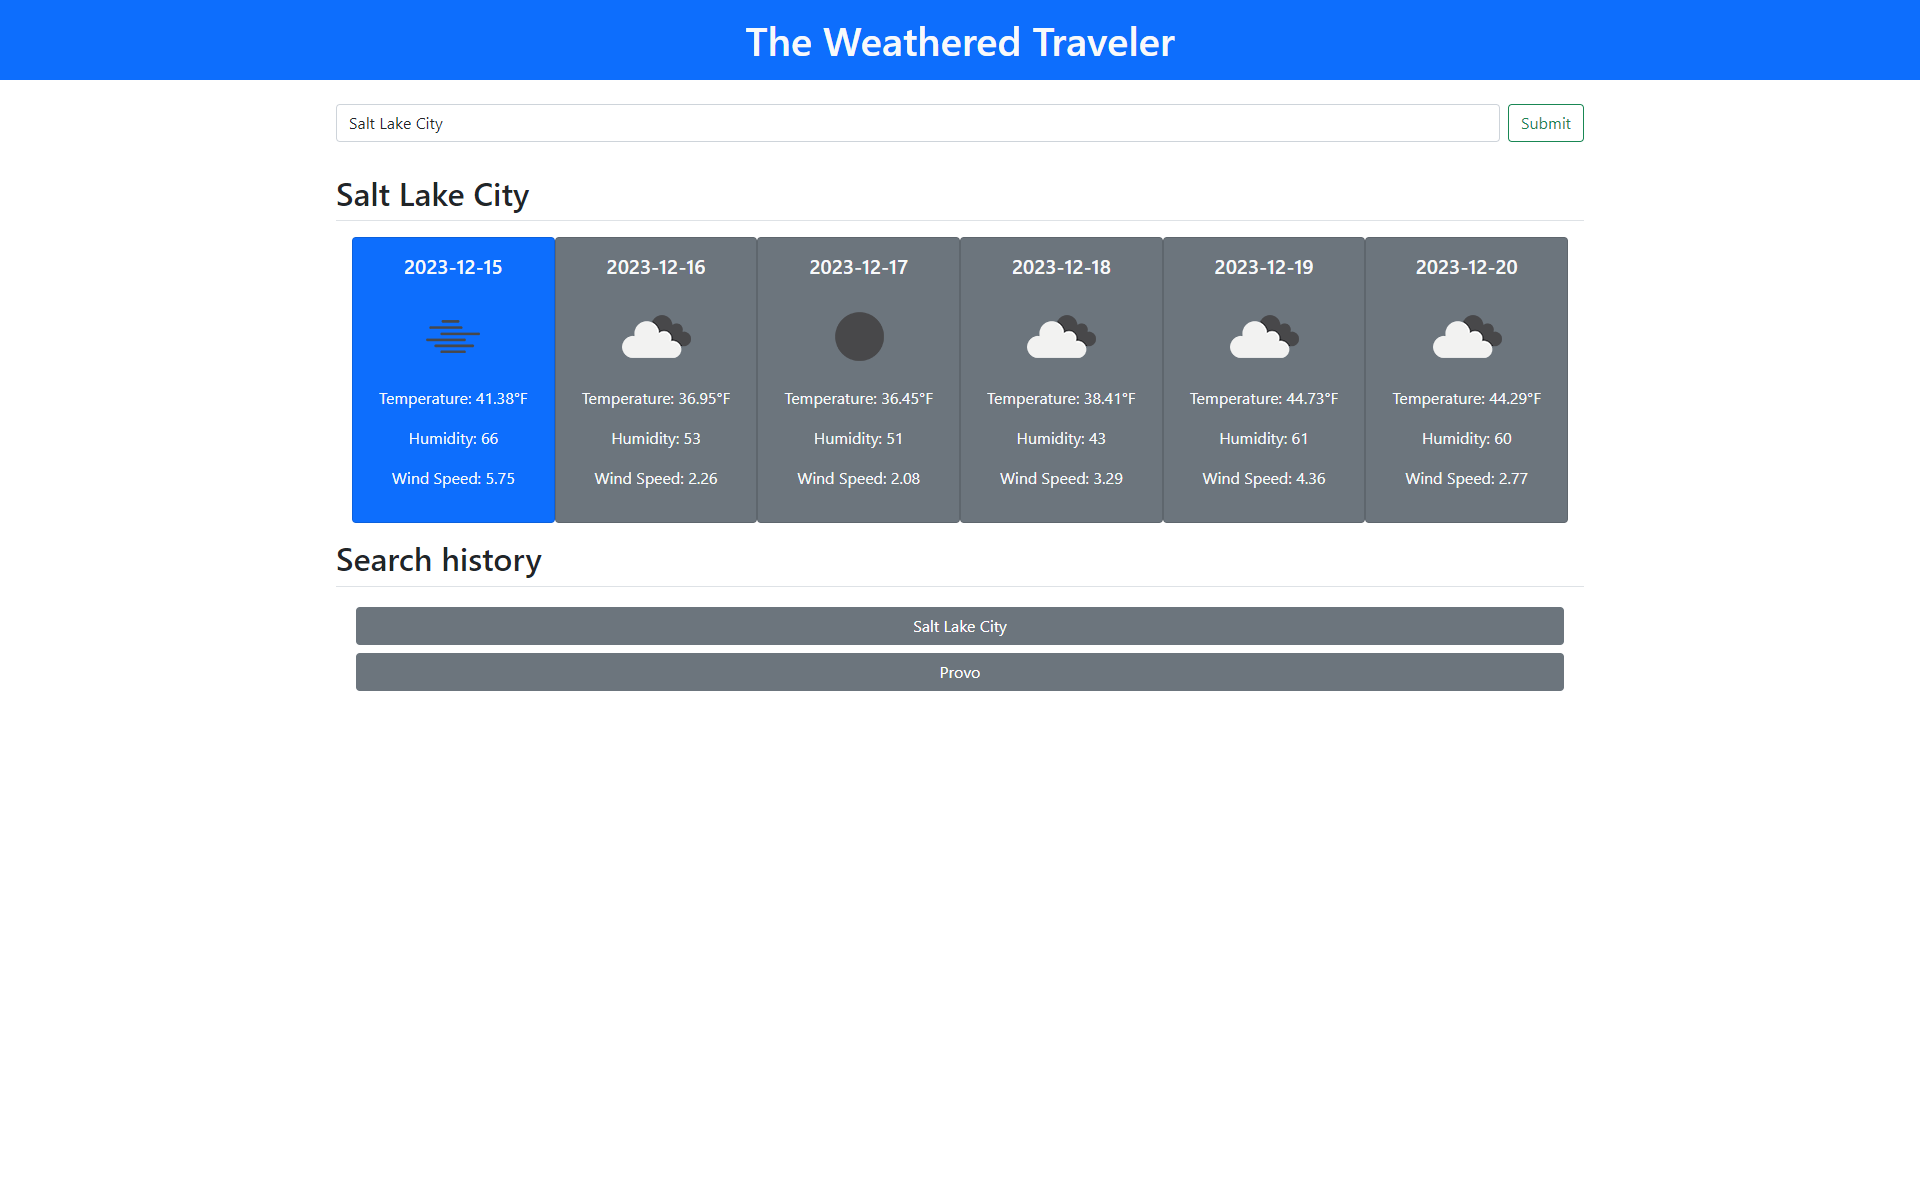 The Weathered Traveler
Salt Lake City
Submit
Salt Lake City
2023-12-15
Temperature: 41.38°F
Humidity: 66
Wind Speed: 5.75
2023-12-16
Temperature: 36.95°F
Humidity: 53
Wind Speed: 2.26
2023-12-17
Temperature: 36.45°F
Humidity: 51
Wind Speed: 2.08
2023-12-18
Temperature: 38.41°F
Humidity: 43
Wind Speed: 3.29
2023-12-19
Temperature: 44.73°F
Humidity: 61
Wind Speed: 4.36
2023-12-20
Temperature: 44.29°F
Humidity: 60
Wind Speed: 2.77
Search history
Salt Lake City
Provo